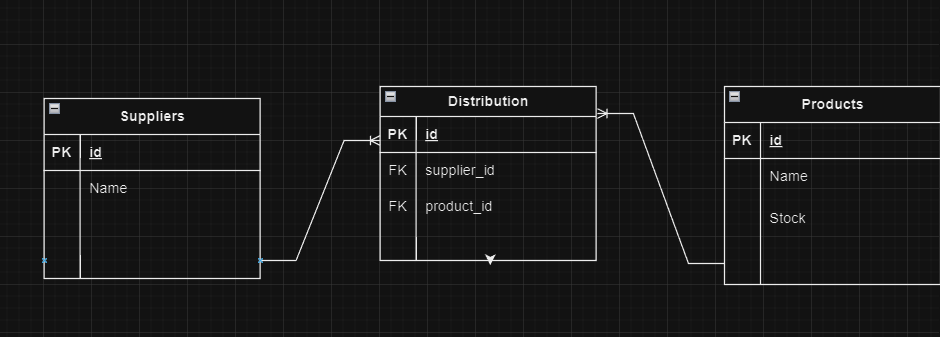 Suppliers
PK id
Name
Distribution
PK id
FK supplier_id
FK product_id
Products
PK id
Name
Stock